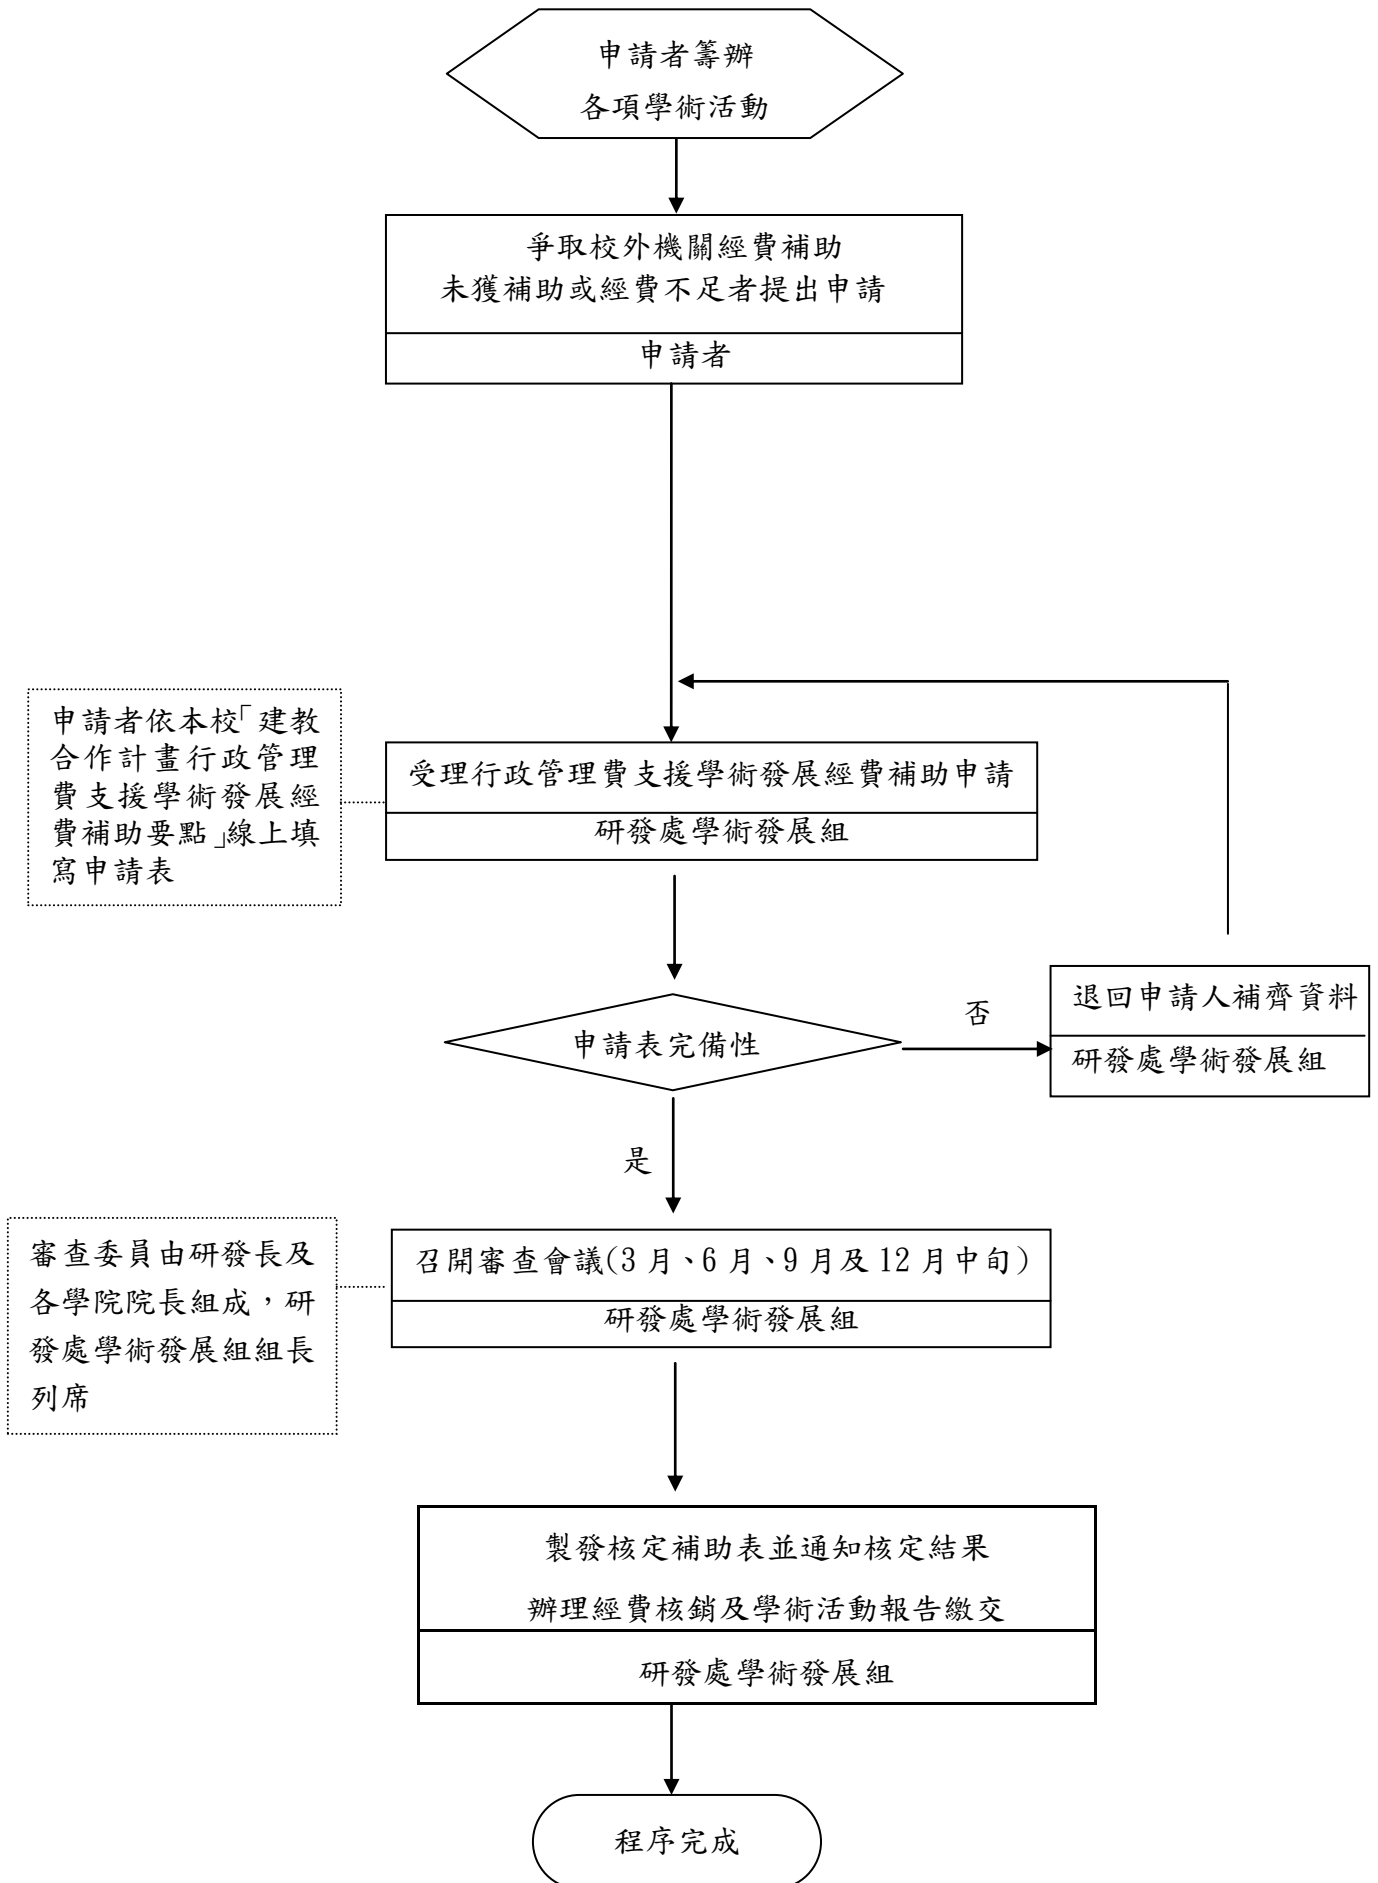 申請者籌辦
各項學術活動
爭取校外機關經費補助
未獲補助或經費不足者提出申請
申請者
申請者依本校「建教
合作計畫行政管理
費支援學術發展經
費補助要點」線上填
寫申請表
受理行政管理費支援學術發展經費補助申請
研發處學術發展組
申請表完備性
否
退回申請人補齊資料
研發處學術發展組
是
審查委員由研發長及
各學院院長組成，研
發處學術發展組組長
列席
召開審查會議(3 月、6 月、9 月及 12 月中旬)
研發處學術發展組
製發核定補助表並通知核定結果
辦理經費核銷及學術活動報告繳交
研發處學術發展組
程序完成